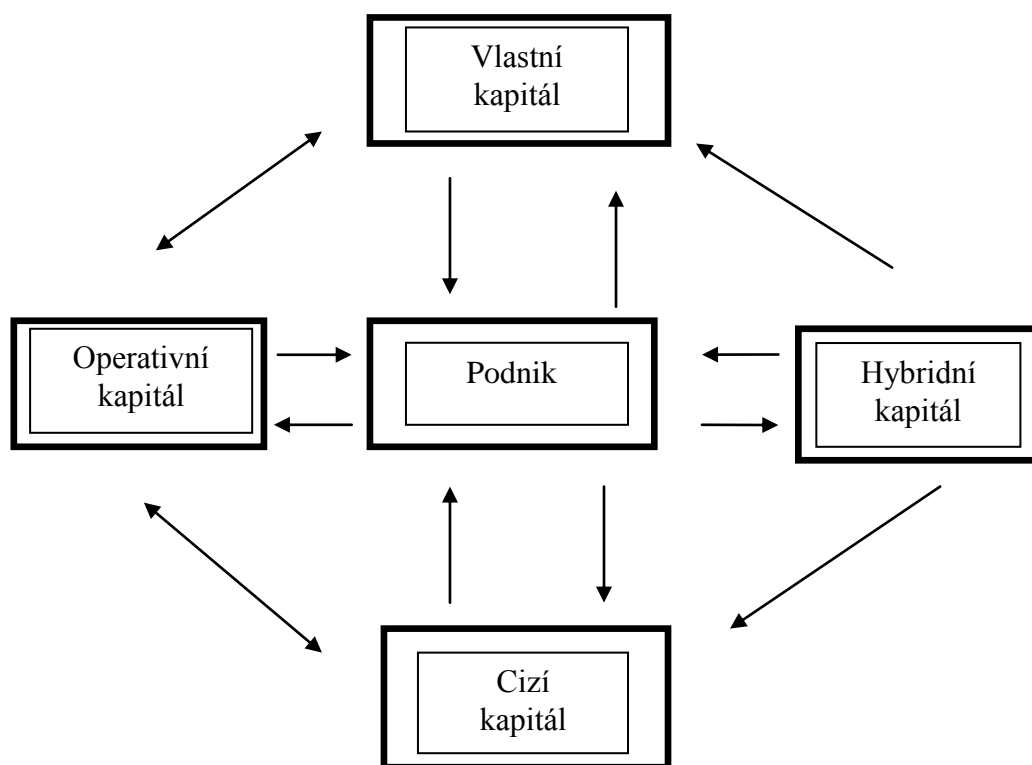 Vlastní
kapitál
Operativní
kapitál
Podnik
Hybridní
kapitál
Cizí
kapitál